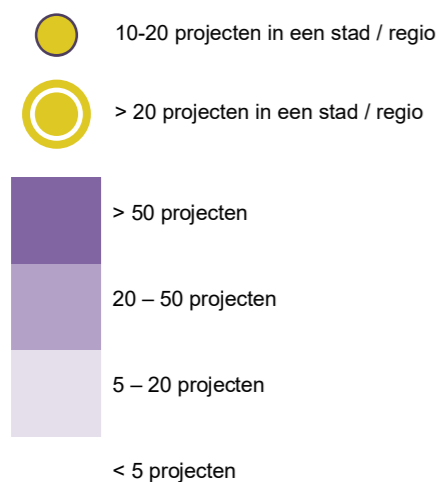 10-20 projecten in een stad / regio
> 20 projecten in een stad / regio
> 50 projecten
20 – 50 projecten
5 – 20 projecten
< 5 projecten